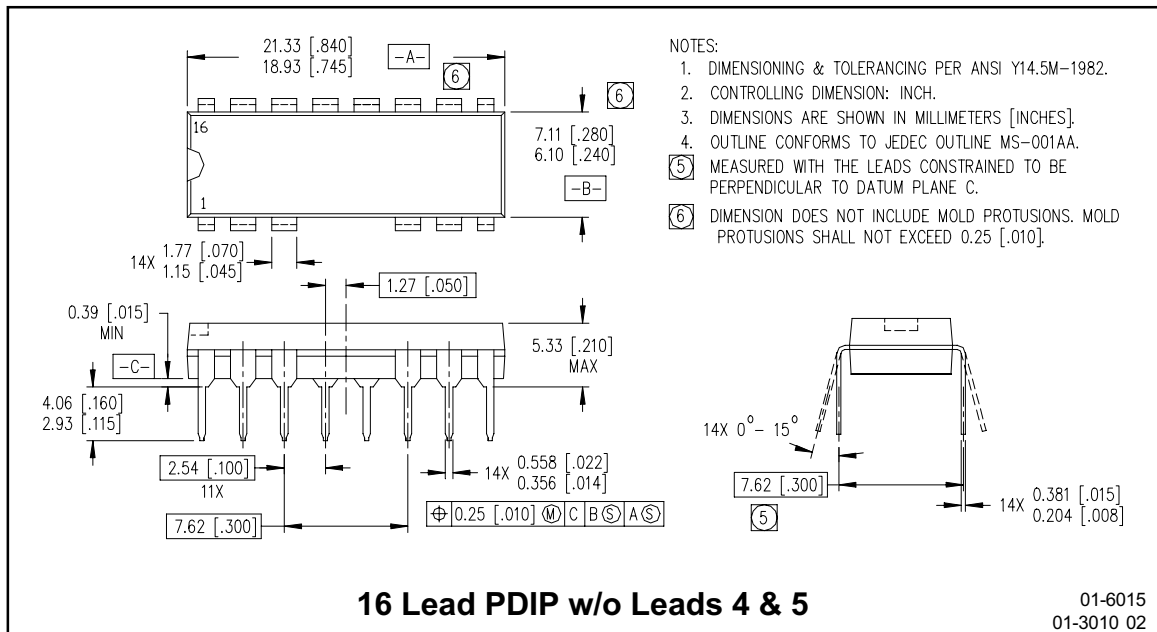 21.33 [.840]
18.93 [.745]
-A-
6
6
16
1
7.11 [.280]
6.10 [.240]
-B-
NOTES:
1. DIMENSIONING & TOLERANCING PER ANSI Y14.5M-1982.
2. CONTROLLING DIMENSION: INCH.
3. DIMENSIONS ARE SHOWN IN MILLIMETERS [INCHES].
4. OUTLINE CONFORMS TO JEDEC OUTLINE MS-001AA.
5 MEASURED WITH THE LEADS CONSTRAINED TO BE
PERPENDICULAR TO DATUM PLANE C.
6 DIMENSION DOES NOT INCLUDE MOLD PROTUSIONS. MOLD
PROTUSIONS SHALL NOT EXCEED 0.25 [.010].
14X 1.77 [.070]
1.15 [.045]
1.27 [.050]
0.39 [.015]
MIN
-C-
5.33 [.210]
MAX
4.06 [.160]
2.93 [.115]
2.54 [.100]
11X
14X 0.558 [.022]
0.356 [.014]
⌖ 0.25 [.010] Ⓜ C B Ⓢ A Ⓢ
7.62 [.300]
14X 0°- 15°
7.62 [.300]
5
14X 0.381 [.015]
0.204 [.008]
16 Lead PDIP w/o Leads 4 & 5
01-6015
01-3010 02